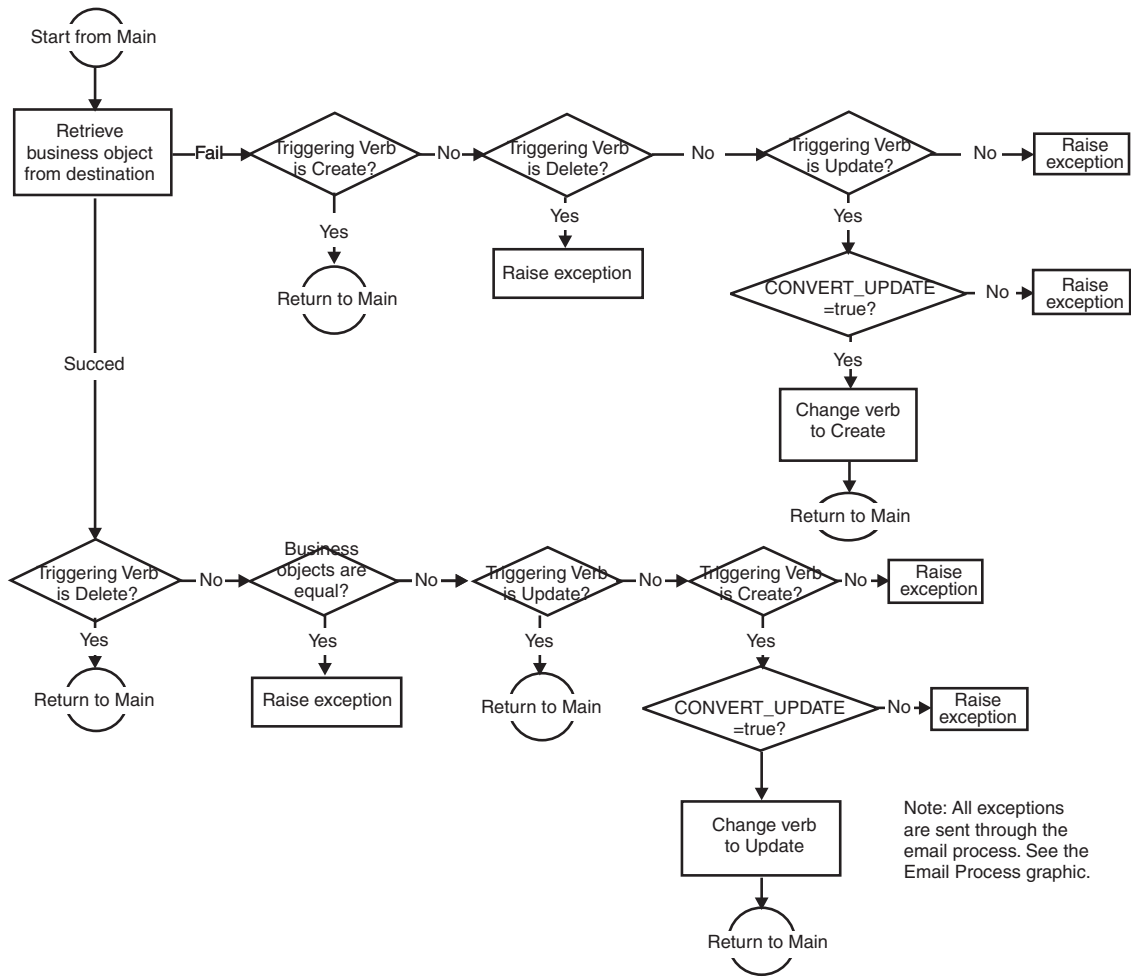 Start from Main
Retrieve
business object
from destination
Fail
Triggering Verb
is Create?
No
Triggering Verb
is Delete?
No
Triggering Verb
is Update?
No
Raise
exception
Yes
Return to Main
Yes
Raise exception
Yes
CONVERT_UPDATE
=true?
No
Raise
exception
Yes
Change verb
to Create
Return to Main
Succed
Triggering Verb
is Delete?
No
Business
objects are
equal?
No
Triggering Verb
is Update?
No
Triggering Verb
is Create?
No
Raise
exception
Yes
Return to Main
Yes
Raise exception
Yes
Return to Main
Yes
CONVERT_UPDATE
=true?
No
Raise
exception
Change verb
to Update
Return to Main
Note: All exceptions
are sent through the
email process. See the
Email Process graphic.